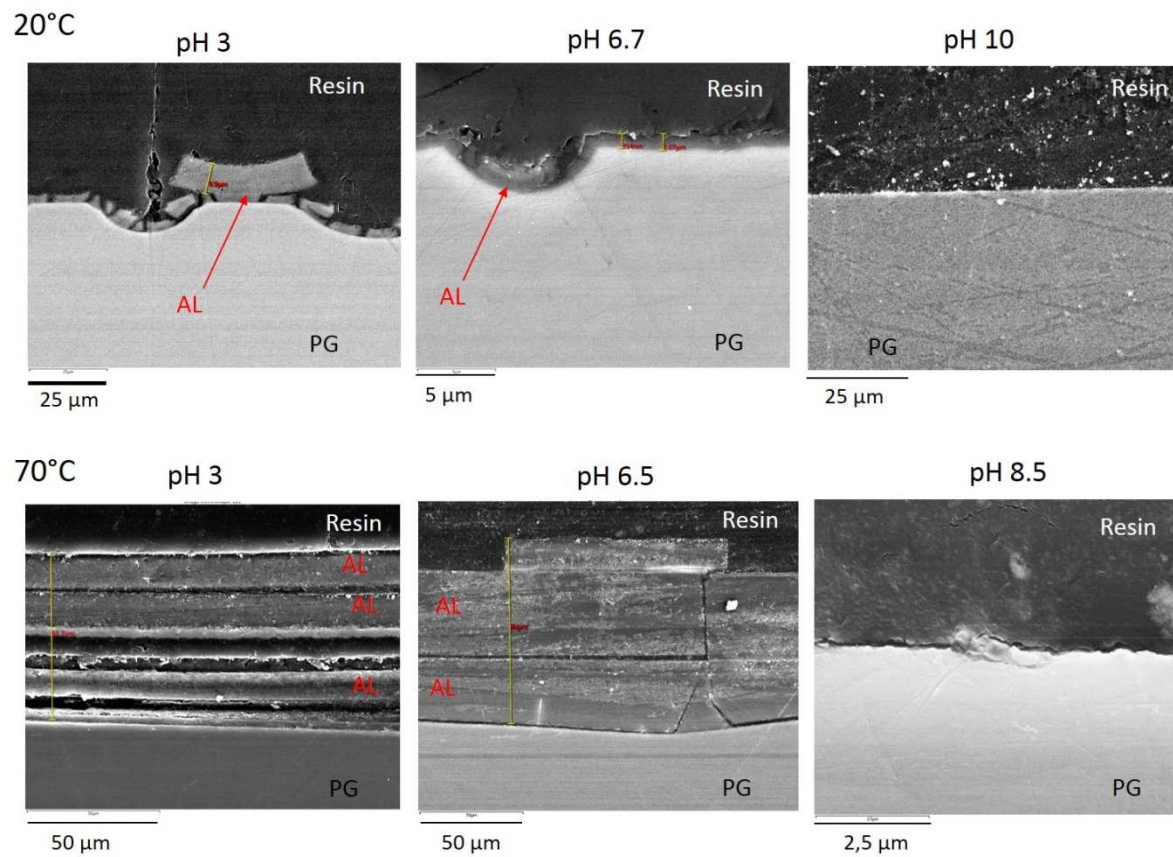 20°C
pH 3
pH 6.7
pH 10
Resin
Resin
Resin
AL
AL
PG
PG
25 µm
5 µm
25 µm
70°C
pH 3
pH 6.5
pH 8.5
Resin
Resin
Resin
AL
AL
AL
AL
AL
PG
PG
50 µm
50 µm
2,5 µm